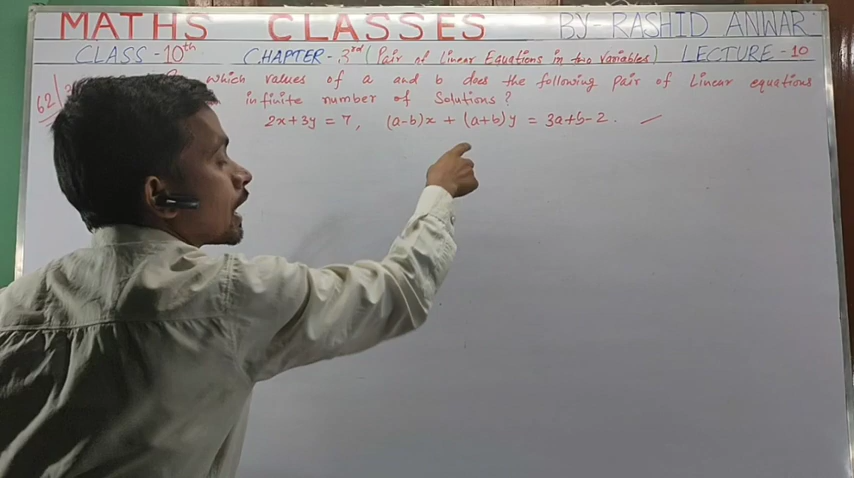 MATHS CLASSES BY-RASHID ANWAR
CLASS-10th CHAPTER-3rd (Pair of Linear Equations in two Variables) LECTURE-10
62| which values of a and b does the following pair of Linear equations
infinite number of Solutions?
2x+3y=7, (a-b)x + (a+b)y = 3a+b-2.